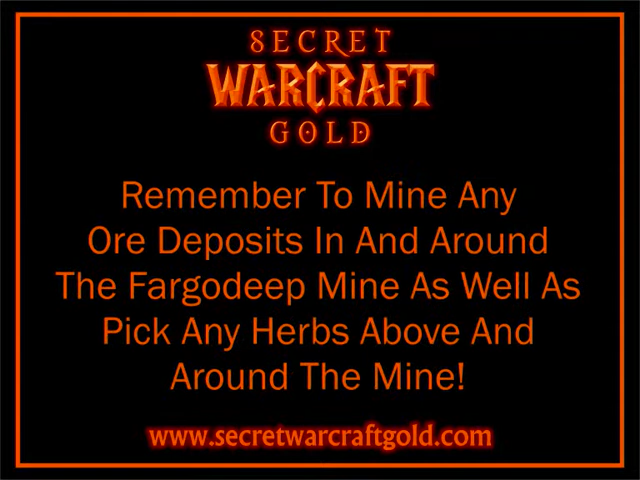 SECRET
WARCRAFT
GOLD
Remember To Mine Any
Ore Deposits In And Around
The Fargodeep Mine As Well As
Pick Any Herbs Above And
Around The Mine!
www.secretwarcraftgold.com